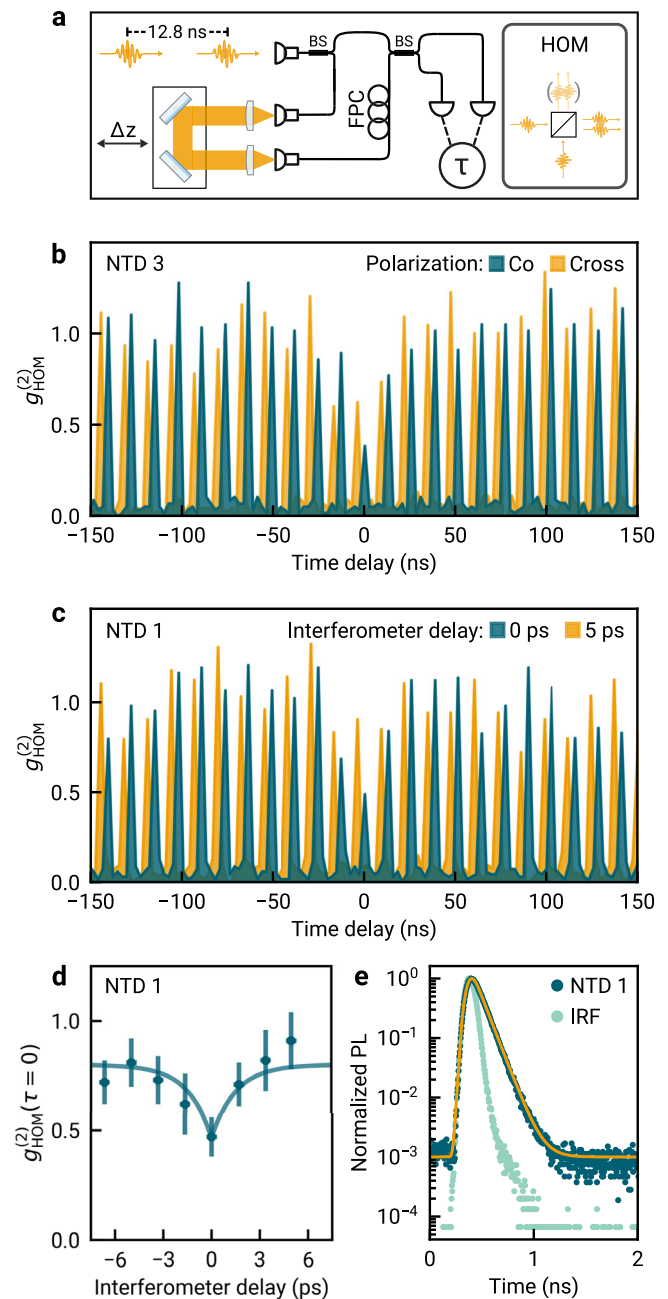 a
12.8 ns
BS
BS
HOM
FPC
Δz
τ
b
NTD 3
Polarization: Co Cross
g(2)HOM
1.0
0.5
0.0
−150 −100 −50 0 50 100 150
Time delay (ns)
c
NTD 1
Interferometer delay: 0 ps 5 ps
g(2)HOM
1.0
0.5
0.0
−150 −100 −50 0 50 100 150
Time delay (ns)
d
NTD 1
g(2)HOM(τ = 0)
1.0
0.5
0.0
−6 −3 0 3 6
Interferometer delay (ps)
e
NTD 1
IRF
Normalized PL
10^0
10^−1
10^−2
10^−3
10^−4
0 1 2
Time (ns)